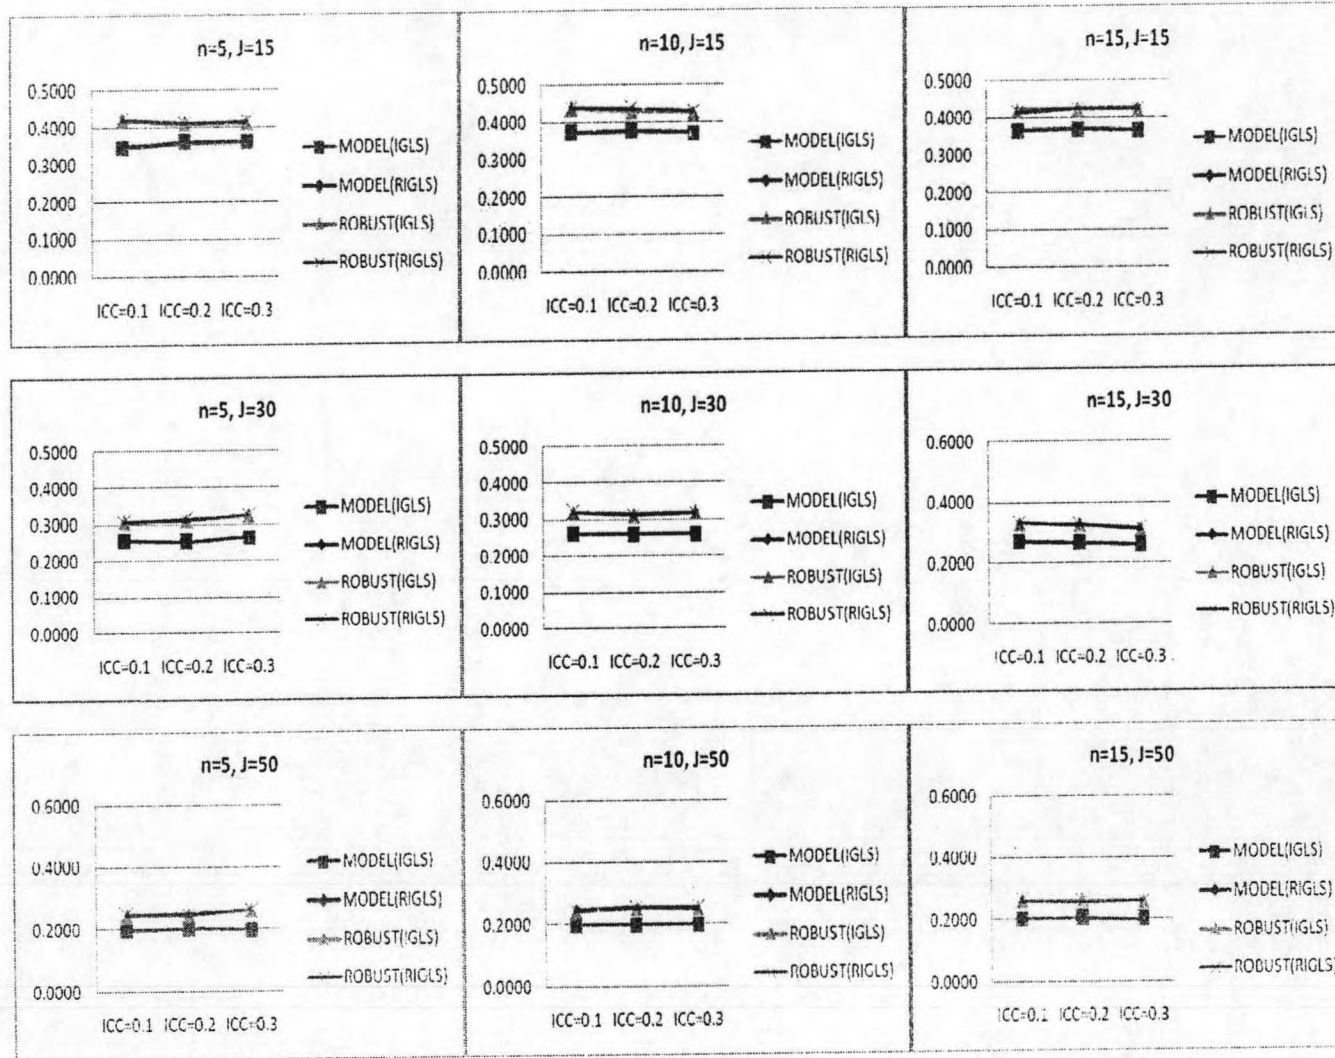 n=5, J=15
0.5000
0.4000
0.3000
0.2000
0.1000
0.0000
ICC=0.1 ICC=0.2 ICC=0.3
MODEL(IGLS)
MODEL(RIGLS)
ROBUST(IGLS)
ROBUST(RIGLS)
n=10, J=15
0.5000
0.4000
0.3000
0.2000
0.1000
0.0000
ICC=0.1 ICC=0.2 ICC=0.3
MODEL(IGLS)
MODEL(RIGLS)
ROBUST(IGLS)
ROBUST(RIGLS)
n=15, J=15
0.5000
0.4000
0.3000
0.2000
0.1000
0.0000
ICC=0.1 ICC=0.2 ICC=0.3
MODEL(IGLS)
MODEL(RIGLS)
ROBUST(IGLS)
ROBUST(RIGLS)
n=5, J=30
0.5000
0.4000
0.3000
0.2000
0.1000
0.0000
ICC=0.1 ICC=0.2 ICC=0.3
MODEL(IGLS)
MODEL(RIGLS)
ROBUST(IGLS)
ROBUST(RIGLS)
n=10, J=30
0.5000
0.4000
0.3000
0.2000
0.1000
0.0000
ICC=0.1 ICC=0.2 ICC=0.3
MODEL(IGLS)
MODEL(RIGLS)
ROBUST(IGLS)
ROBUST(RIGLS)
n=15, J=30
0.6000
0.4000
0.2000
0.0000
ICC=0.1 ICC=0.2 ICC=0.3
MODEL(IGLS)
MODEL(RIGLS)
ROBUST(IGLS)
ROBUST(RIGLS)
n=5, J=50
0.6000
0.4000
0.2000
0.0000
ICC=0.1 ICC=0.2 ICC=0.3
MODEL(IGLS)
MODEL(RIGLS)
ROBUST(IGLS)
ROBUST(RIGLS)
n=10, J=50
0.6000
0.4000
0.2000
0.0000
ICC=0.1 ICC=0.2 ICC=0.3
MODEL(IGLS)
MODEL(RIGLS)
ROBUST(IGLS)
ROBUST(RIGLS)
n=15, J=50
0.6000
0.4000
0.2000
0.0000
ICC=0.1 ICC=0.2 ICC=0.3
MODEL(IGLS)
MODEL(RIGLS)
ROBUST(IGLS)
ROBUST(RIGLS)